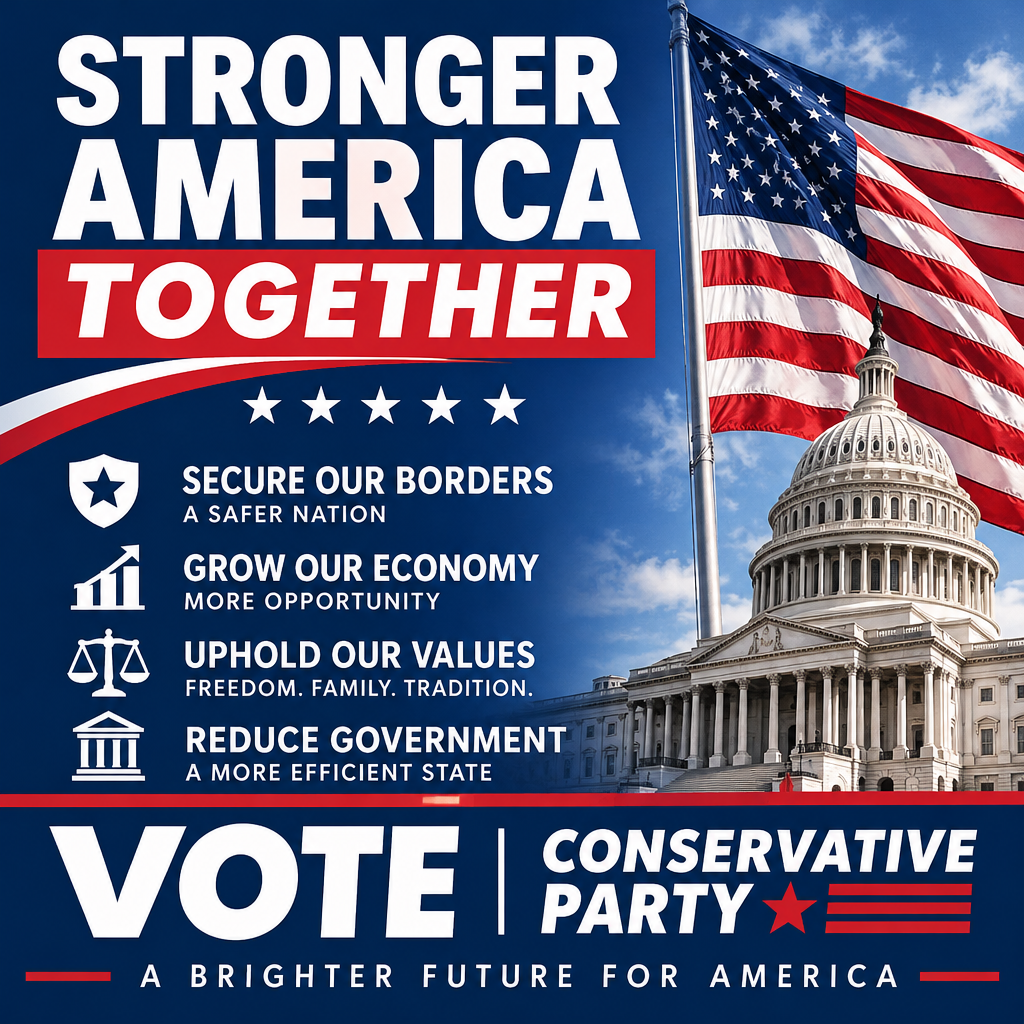 STRONGER
AMERICA
TOGETHER
SECURE OUR BORDERS
A SAFER NATION
GROW OUR ECONOMY
MORE OPPORTUNITY
UPHOLD OUR VALUES
FREEDOM. FAMILY. TRADITION.
REDUCE GOVERNMENT
A MORE EFFICIENT STATE
VOTE
CONSERVATIVE
PARTY
A BRIGHTER FUTURE FOR AMERICA